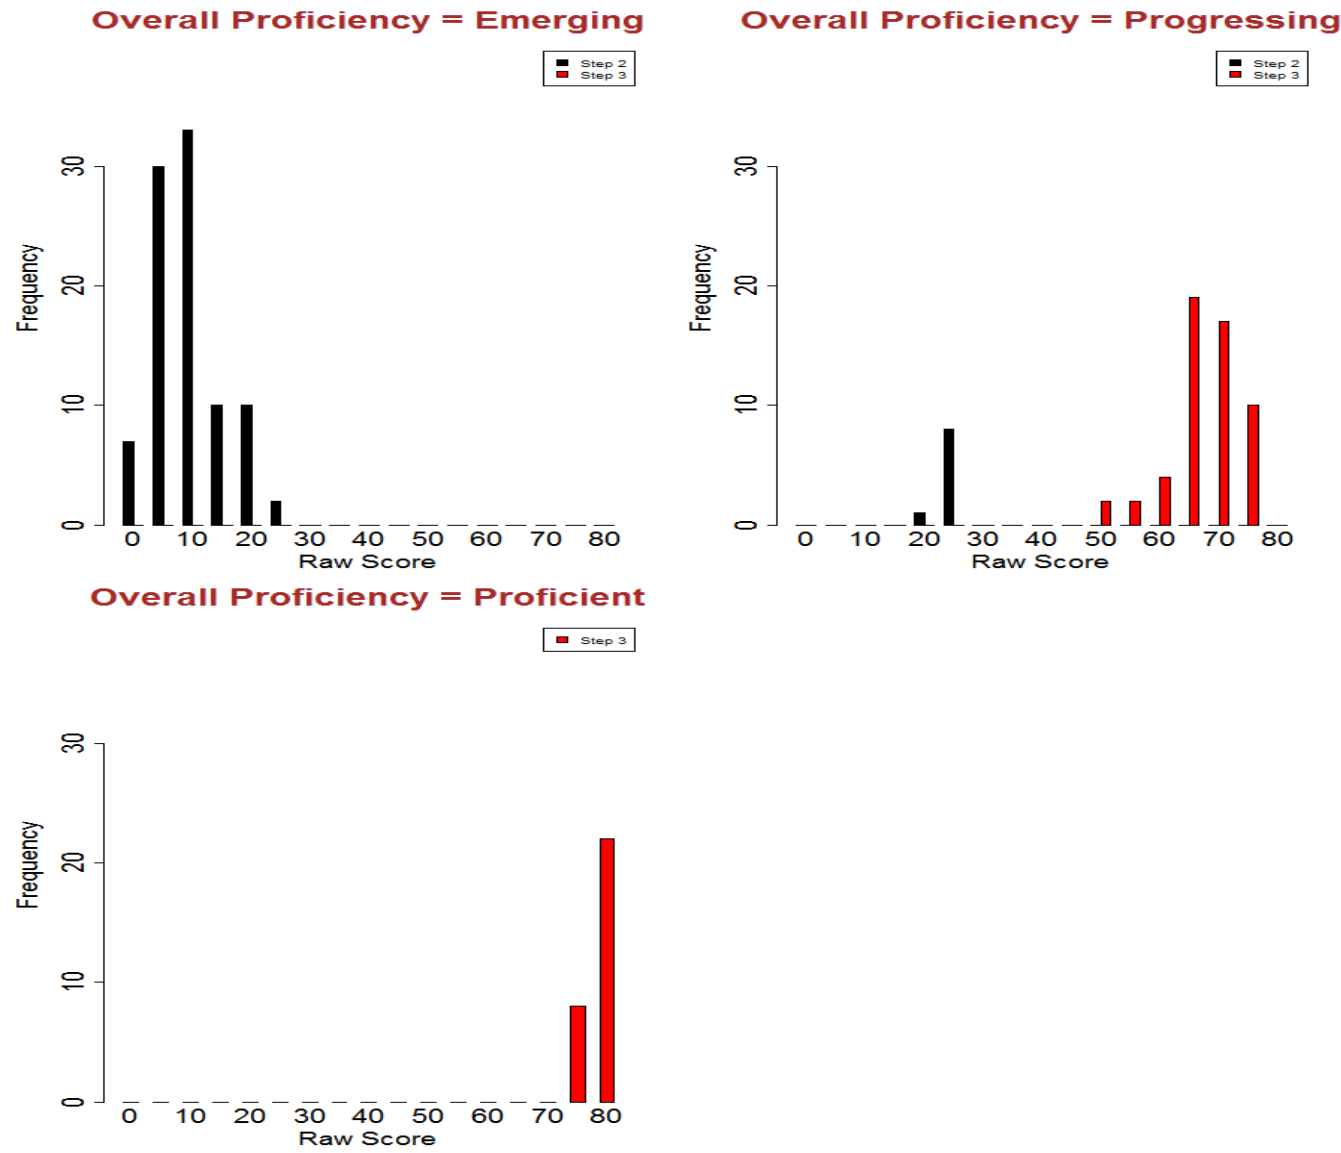 Overall Proficiency = Emerging
Step 2
Step 3
30
20
10
0
Frequency
0 10 20 30 40 50 60 70 80
Raw Score
Overall Proficiency = Progressing
Step 2
Step 3
30
20
10
0
Frequency
0 10 20 30 40 50 60 70 80
Raw Score
Overall Proficiency = Proficient
Step 3
30
20
10
0
Frequency
0 10 20 30 40 50 60 70 80
Raw Score